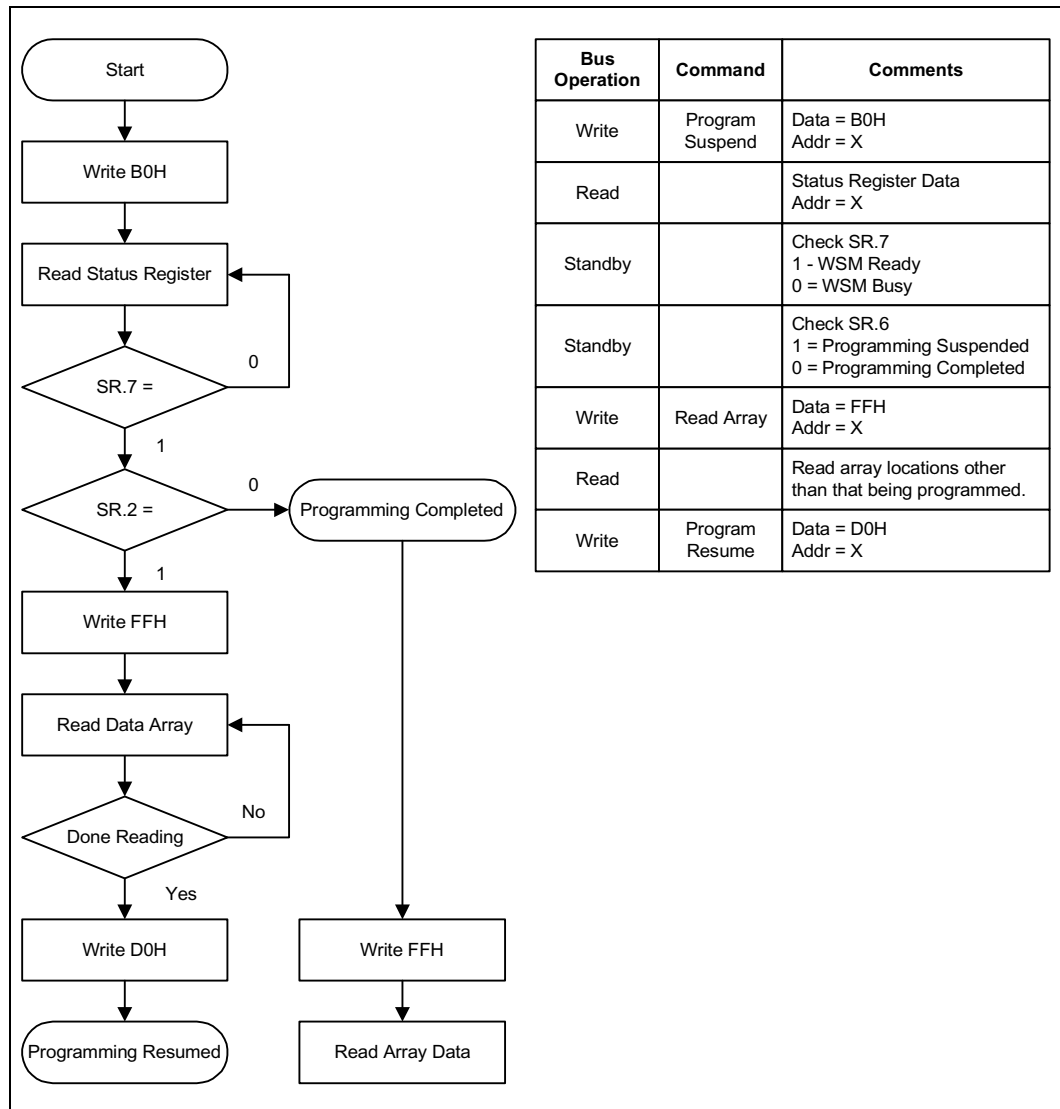 Start
Write B0H
Read Status Register
0
SR.7 =
1
0
SR.2 =
Programming Completed
1
Write FFH
Read Data Array
No
Done Reading
Yes
Write D0H
Write FFH
Programming Resumed
Read Array Data
Bus
Operation
Command
Comments
Write
Program
Suspend
Data = B0H
Addr = X
Read
Status Register Data
Addr = X
Standby
Check SR.7
1 - WSM Ready
0 = WSM Busy
Standby
Check SR.6
1 = Programming Suspended
0 = Programming Completed
Write
Read Array
Data = FFH
Addr = X
Read
Read array locations other
than that being programmed.
Write
Program
Resume
Data = D0H
Addr = X